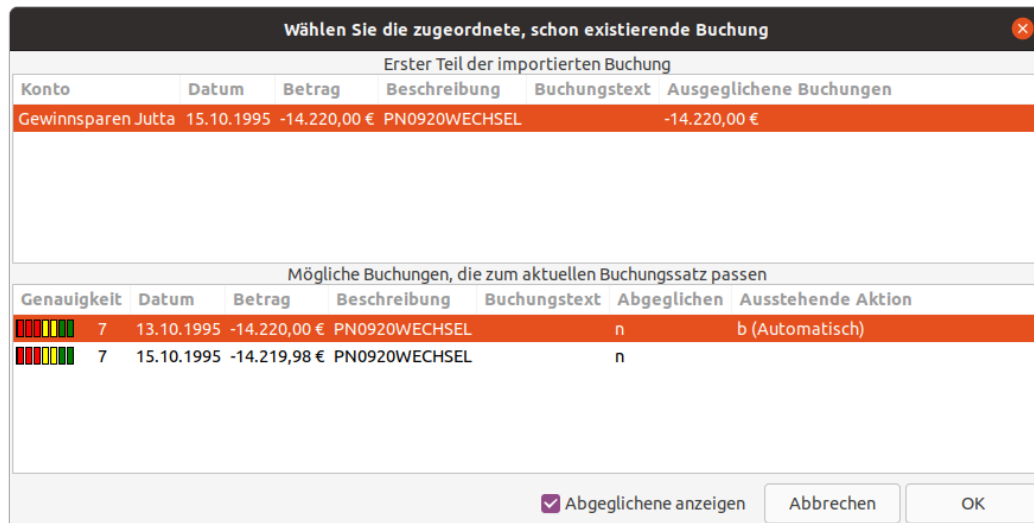 Wählen Sie die zugeordnete, schon existierende Buchung
Erster Teil der importierten Buchung
Konto Datum Betrag Beschreibung Buchungstext Ausgeglichene Buchungen
Gewinnsparen Jutta 15.10.1995 -14.220,00 € PN0920WECHSEL -14.220,00 €
Mögliche Buchungen, die zum aktuellen Buchungssatz passen
Genauigkeit Datum Betrag Beschreibung Buchungstext Abgeglichen Ausstehende Aktion
7 13.10.1995 -14.220,00 € PN0920WECHSEL n b (Automatisch)
7 15.10.1995 -14.219,98 € PN0920WECHSEL n
Abgeglichene anzeigen Abbrechen OK